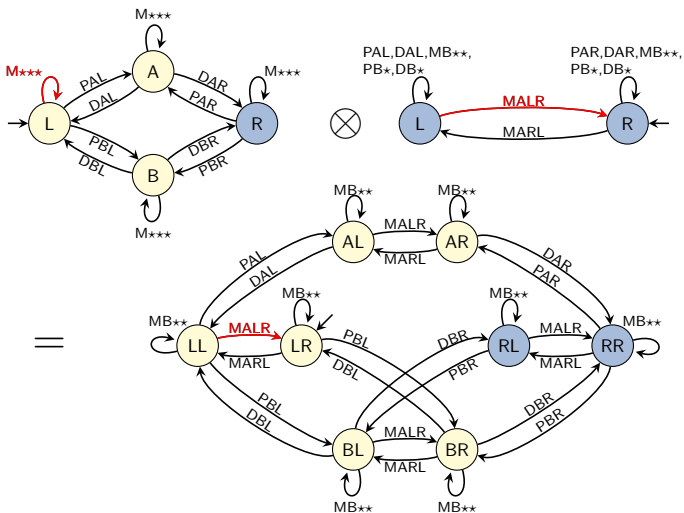 M⋆⋆⋆
PAL,DAL,MB⋆⋆,
PB⋆,DB⋆
PAR,DAR,MB⋆⋆,
PB⋆,DB⋆
M⋆⋆⋆
PAL
A
DAR
M⋆⋆⋆
DAL
PAR
MALR
L
R
⊗
L
R
PBL
DBR
MARL
DBL
B
PBR
M⋆⋆⋆
MB⋆⋆
MB⋆⋆
AL
MALR
AR
MARL
PAL
DAL
DAR
PAR
=
MB⋆⋆
MB⋆⋆
MB⋆⋆
MB⋆⋆
LL
MALR
LR
PBL
DBR
RL
MALR
RR
MARL
DBL
PBR
MARL
PBL
DBL
DBR
PBR
BL
MALR
BR
MARL
MB⋆⋆
MB⋆⋆